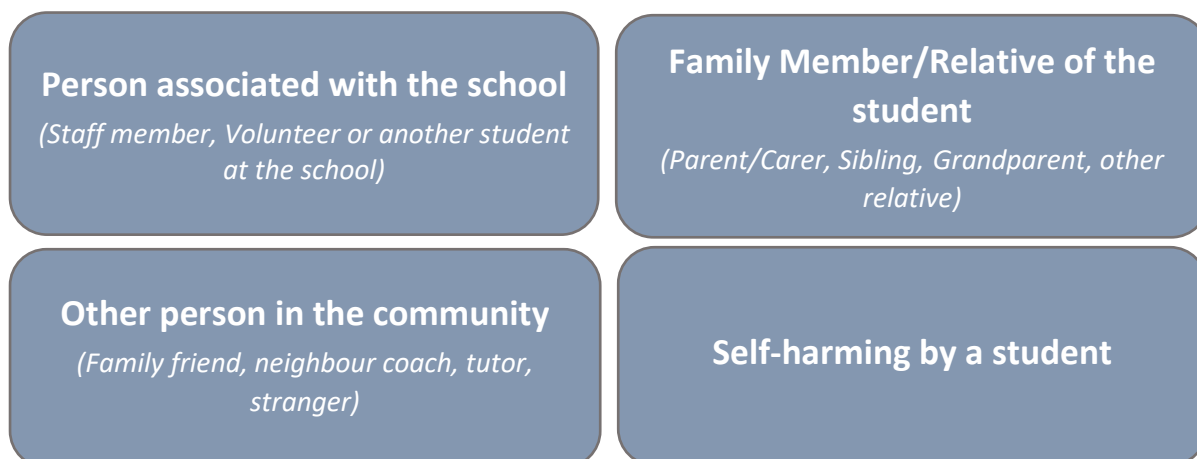 Person associated with the school
(Staff member, Volunteer or another student
at the school)
Family Member/Relative of the
student
(Parent/Carer, Sibling, Grandparent, other
relative)
Other person in the community
(Family friend, neighbour coach, tutor,
stranger)
Self-harming by a student